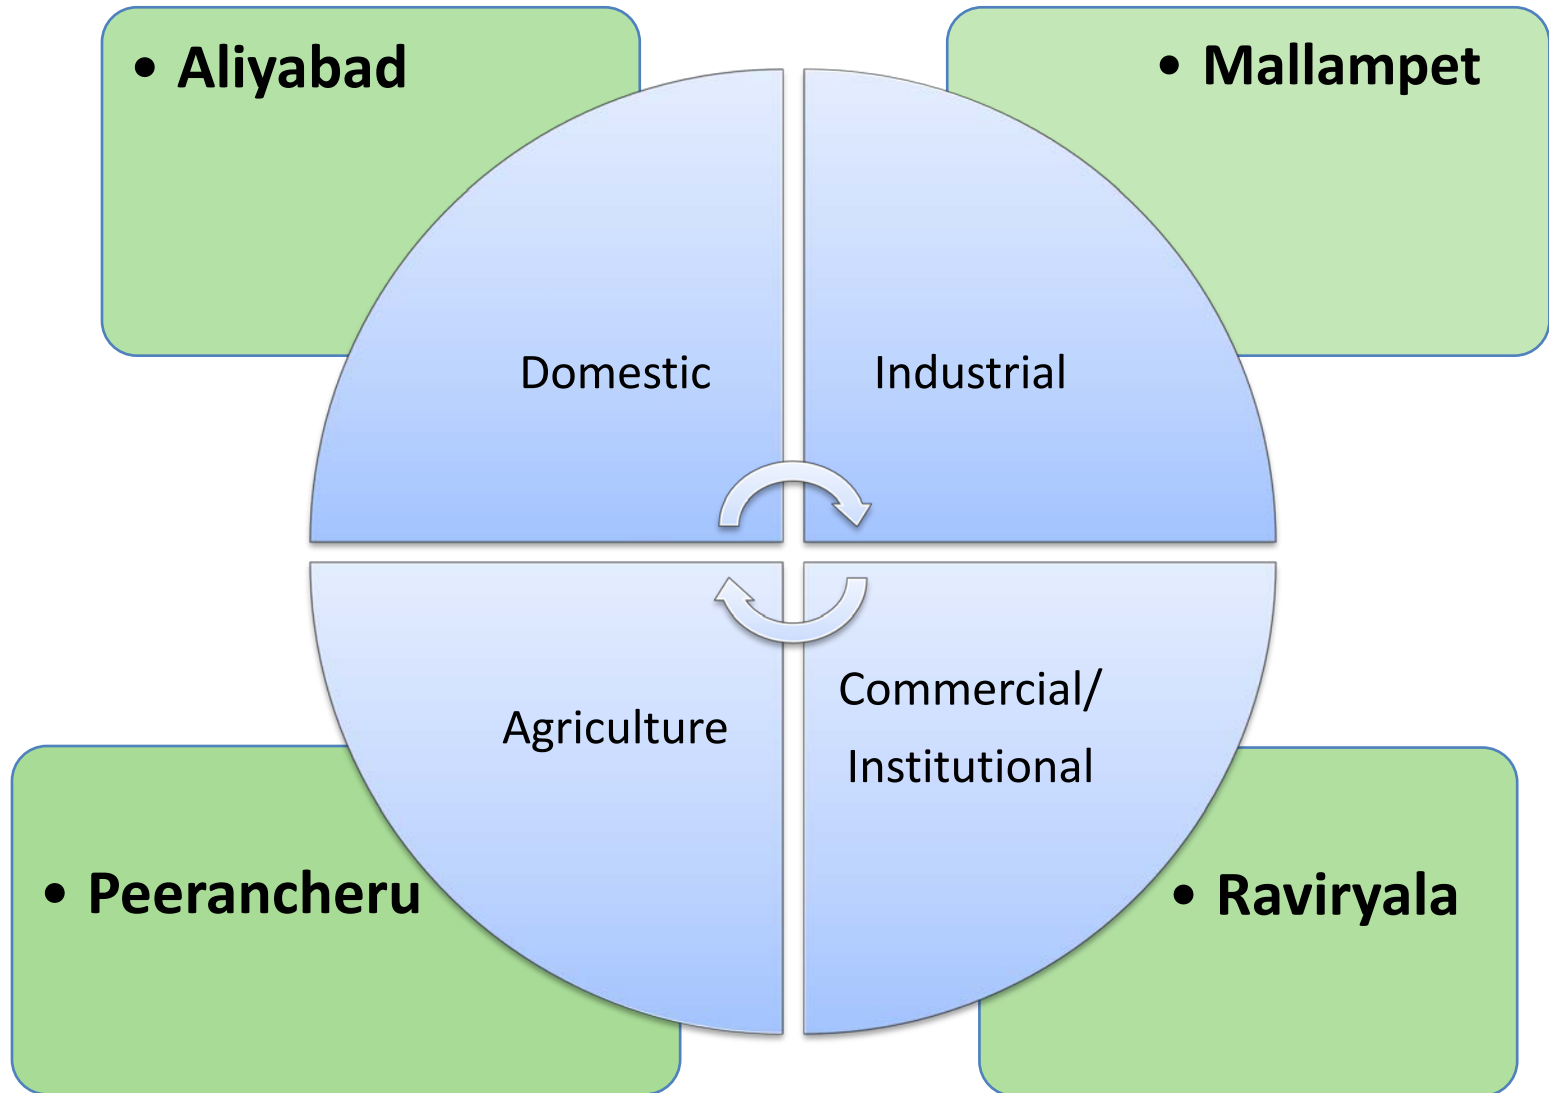 • Aliyabad
• Mallampet
Domestic
Industrial
Agriculture
Commercial/
Institutional
• Peerancheru
• Raviryala